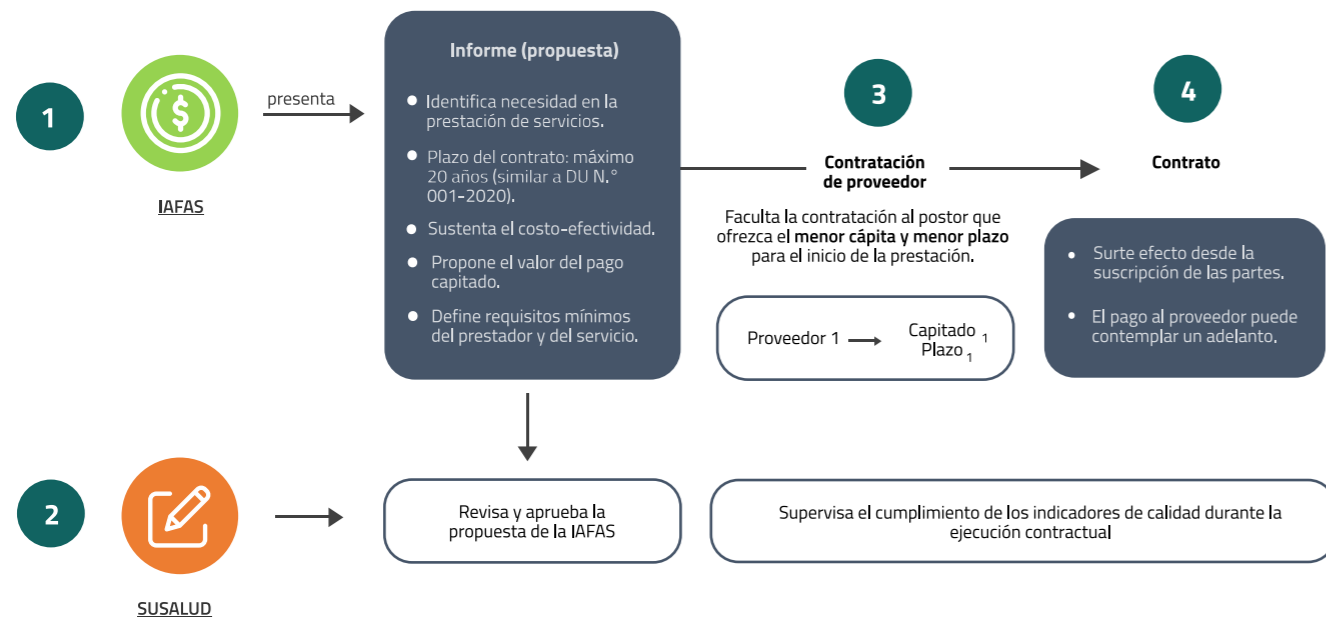 1
IAFAS
presenta
Informe (propuesta)
● Identifica necesidad en la
prestación de servicios.
● Plazo del contrato: máximo
20 años (similar a DU N.°
001-2020).
● Sustenta el costo-efectividad.
● Propone el valor del pago
capitado.
● Define requisitos mínimos
del prestador y del servicio.
3
Contratación
de proveedor
Faculta la contratación al postor que
ofrezca el menor cápita y menor plazo
para el inicio de la prestación.
Proveedor 1
Capitado 1
Plazo 1
4
Contrato
• Surte efecto desde la
suscripción de las partes.
• El pago al proveedor puede
contemplar un adelanto.
2
SUSALUD
Revisa y aprueba la
propuesta de la IAFAS
Supervisa el cumplimiento de los indicadores de calidad durante la
ejecución contractual